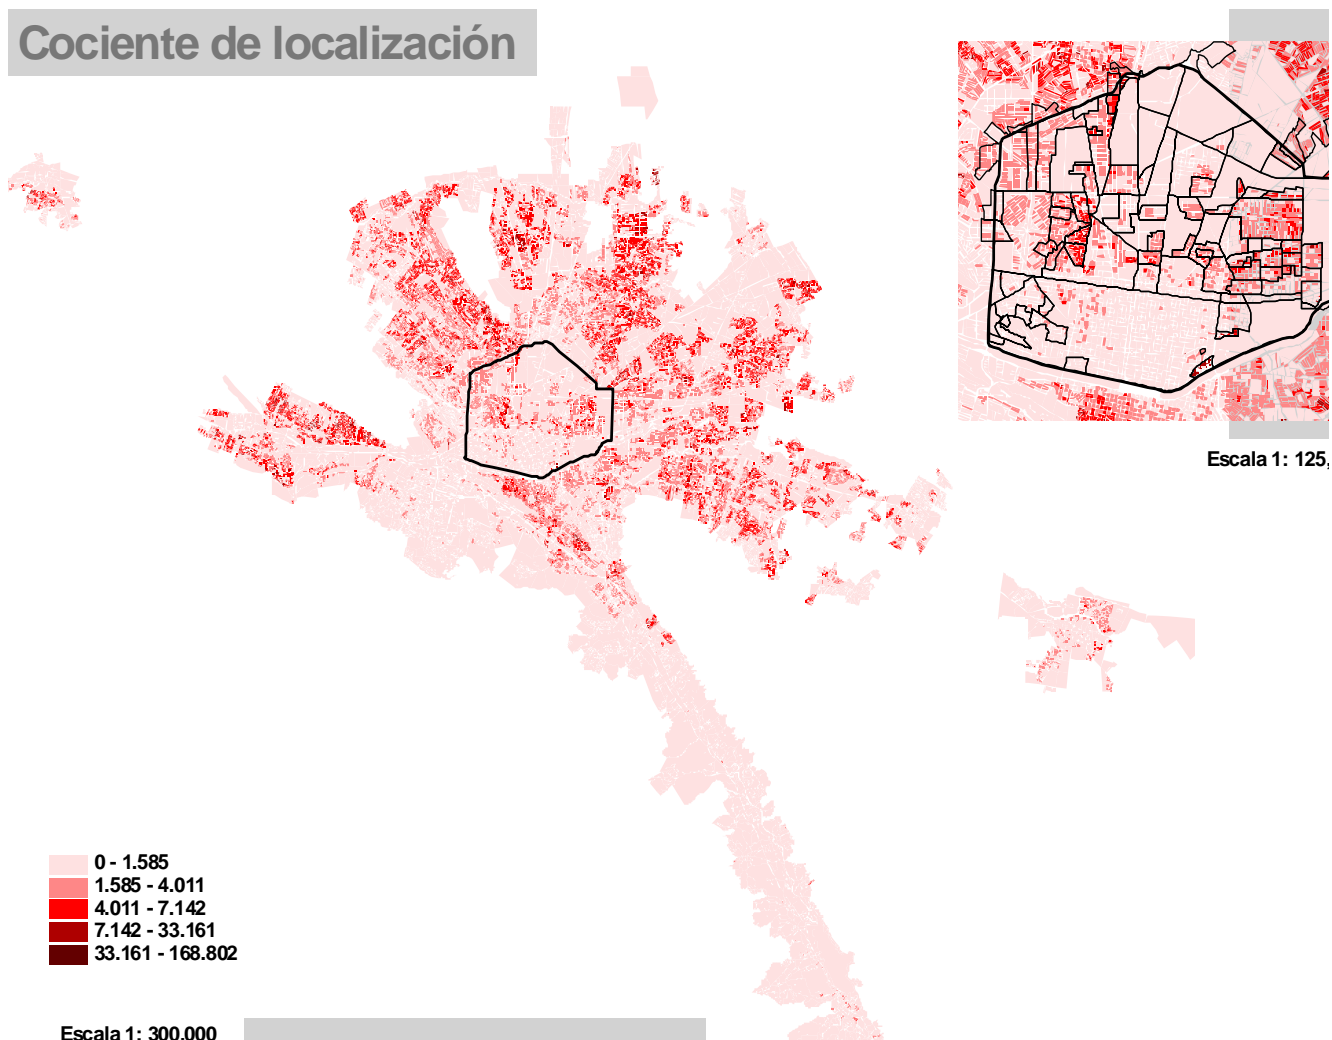 Cociente de localización
Escala 1: 125,
0 - 1.585
1.585 - 4.011
4.011 - 7.142
7.142 - 33.161
33.161 - 168.802
Escala 1: 300.000